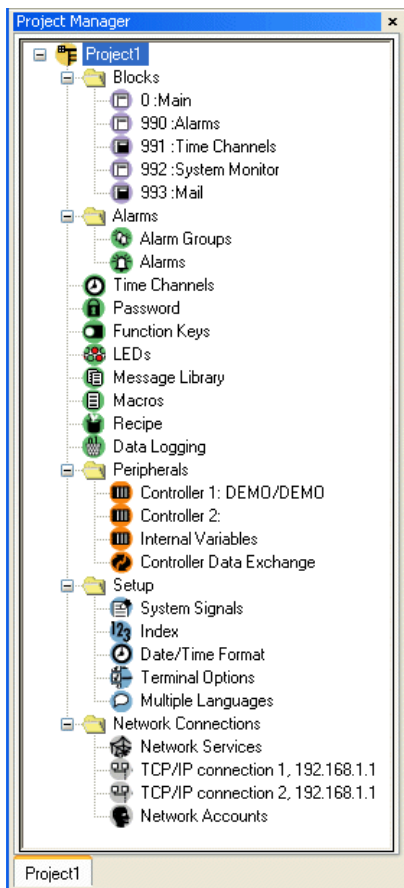 Project Manager
Project1
Blocks
0 :Main
990 :Alarms
991 :Time Channels
992 :System Monitor
993 :Mail
Alarms
Alarm Groups
Alarms
Time Channels
Password
Function Keys
LEDs
Message Library
Macros
Recipe
Data Logging
Peripherals
Controller 1: DEMO/DEMO
Controller 2:
Internal Variables
Controller Data Exchange
Setup
System Signals
Index
Date/Time Format
Terminal Options
Multiple Languages
Network Connections
Network Services
TCP/IP connection 1, 192.168.1.1
TCP/IP connection 2, 192.168.1.1
Network Accounts
Project1